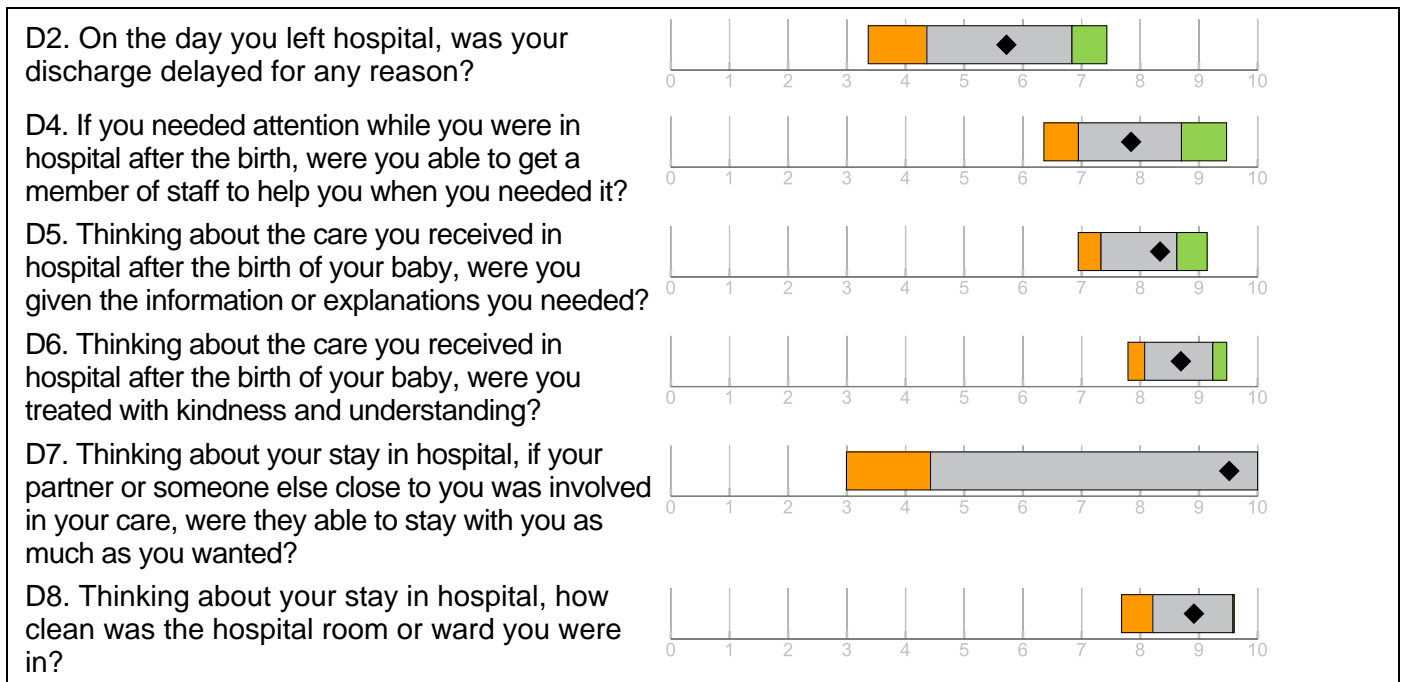 D2. On the day you left hospital, was your
discharge delayed for any reason?
0 1 2 3 4 5 6 7 8 9 10
D4. If you needed attention while you were in
hospital after the birth, were you able to get a
member of staff to help you when you needed it?
0 1 2 3 4 5 6 7 8 9 10
D5. Thinking about the care you received in
hospital after the birth of your baby, were you
given the information or explanations you needed?
0 1 2 3 4 5 6 7 8 9 10
D6. Thinking about the care you received in
hospital after the birth of your baby, were you
treated with kindness and understanding?
0 1 2 3 4 5 6 7 8 9 10
D7. Thinking about your stay in hospital, if your
partner or someone else close to you was involved
in your care, were they able to stay with you as
much as you wanted?
0 1 2 3 4 5 6 7 8 9 10
D8. Thinking about your stay in hospital, how
clean was the hospital room or ward you were
in?
0 1 2 3 4 5 6 7 8 9 10